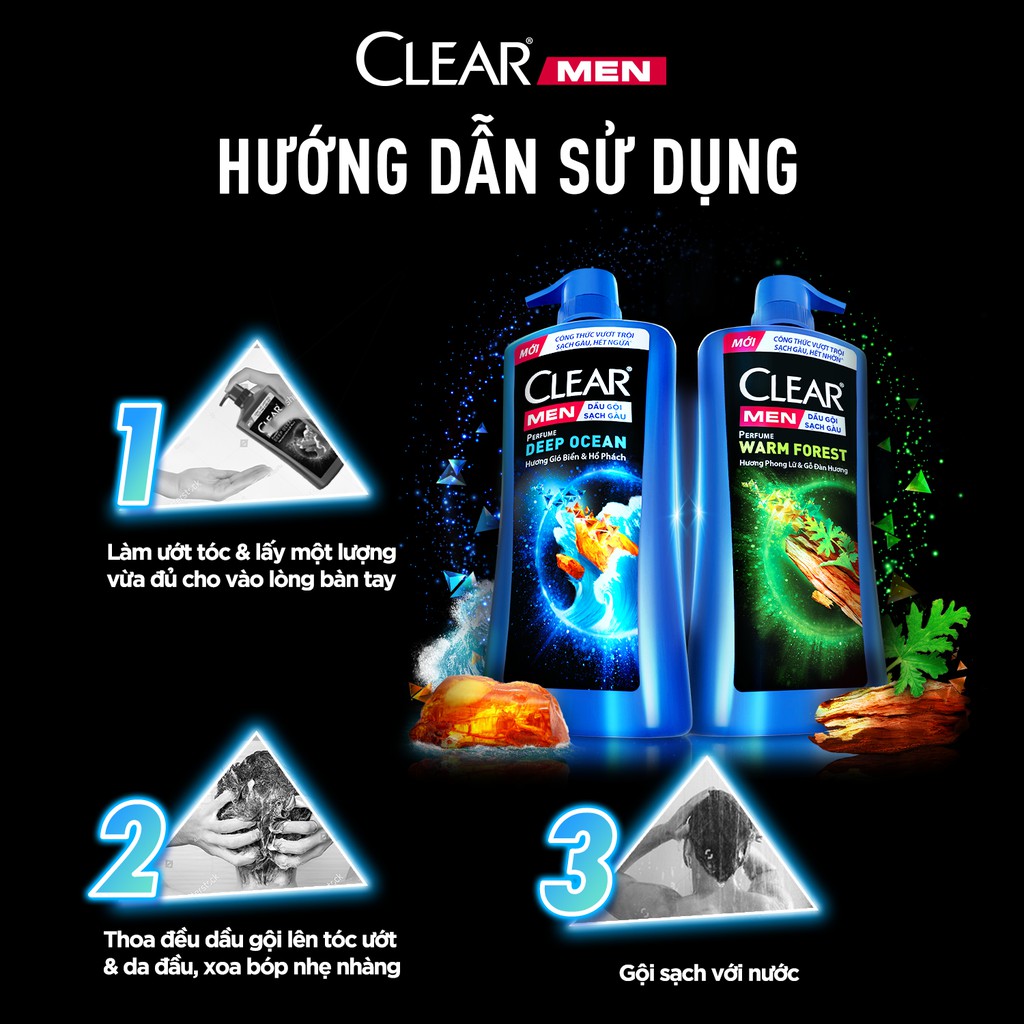 CLEAR® MEN
HƯỚNG DẪN SỬ DỤNG
MỚI
CÔNG THỨC VƯỢT TRỘI
SẠCH GÀU, HẾT NGỨA*
CLEAR®
MEN
DẦU GỘI
SẠCH GÀU
PERFUME
DEEP OCEAN
Hương Gió Biển & Hổ Phách
MỚI
CÔNG THỨC VƯỢT TRỘI
SẠCH GÀU, HẾT NHỜN*
CLEAR®
MEN
DẦU GỘI
SẠCH GÀU
PERFUME
WARM FOREST
Hương Phong Lữ & Gỗ Đàn Hương
1
CLEAR
Làm ướt tóc & lấy một lượng
vừa đủ cho vào lòng bàn tay
2
Thoa đều dầu gội lên tóc ướt
& da đầu, xoa bóp nhẹ nhàng
3
Gội sạch với nước